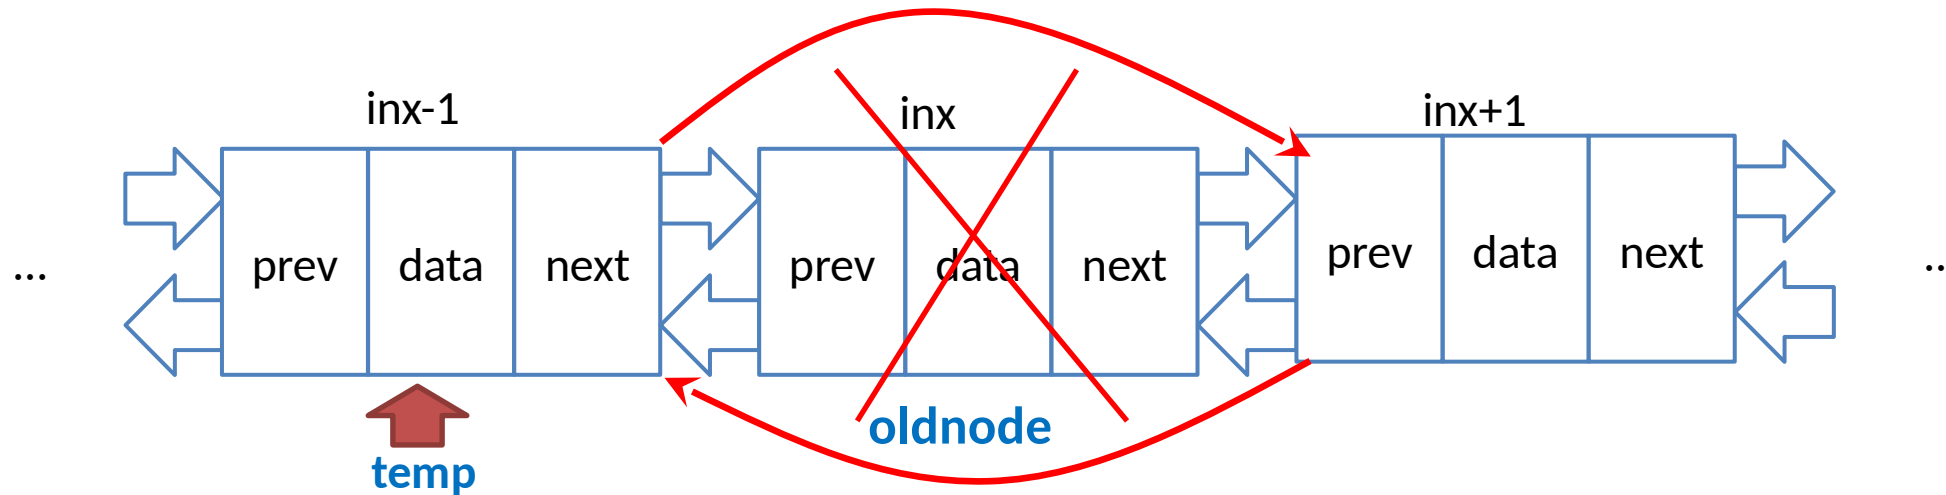 inx-1
inx
inx+1
...
prev data next
prev data next
prev data next
..
oldnode
temp